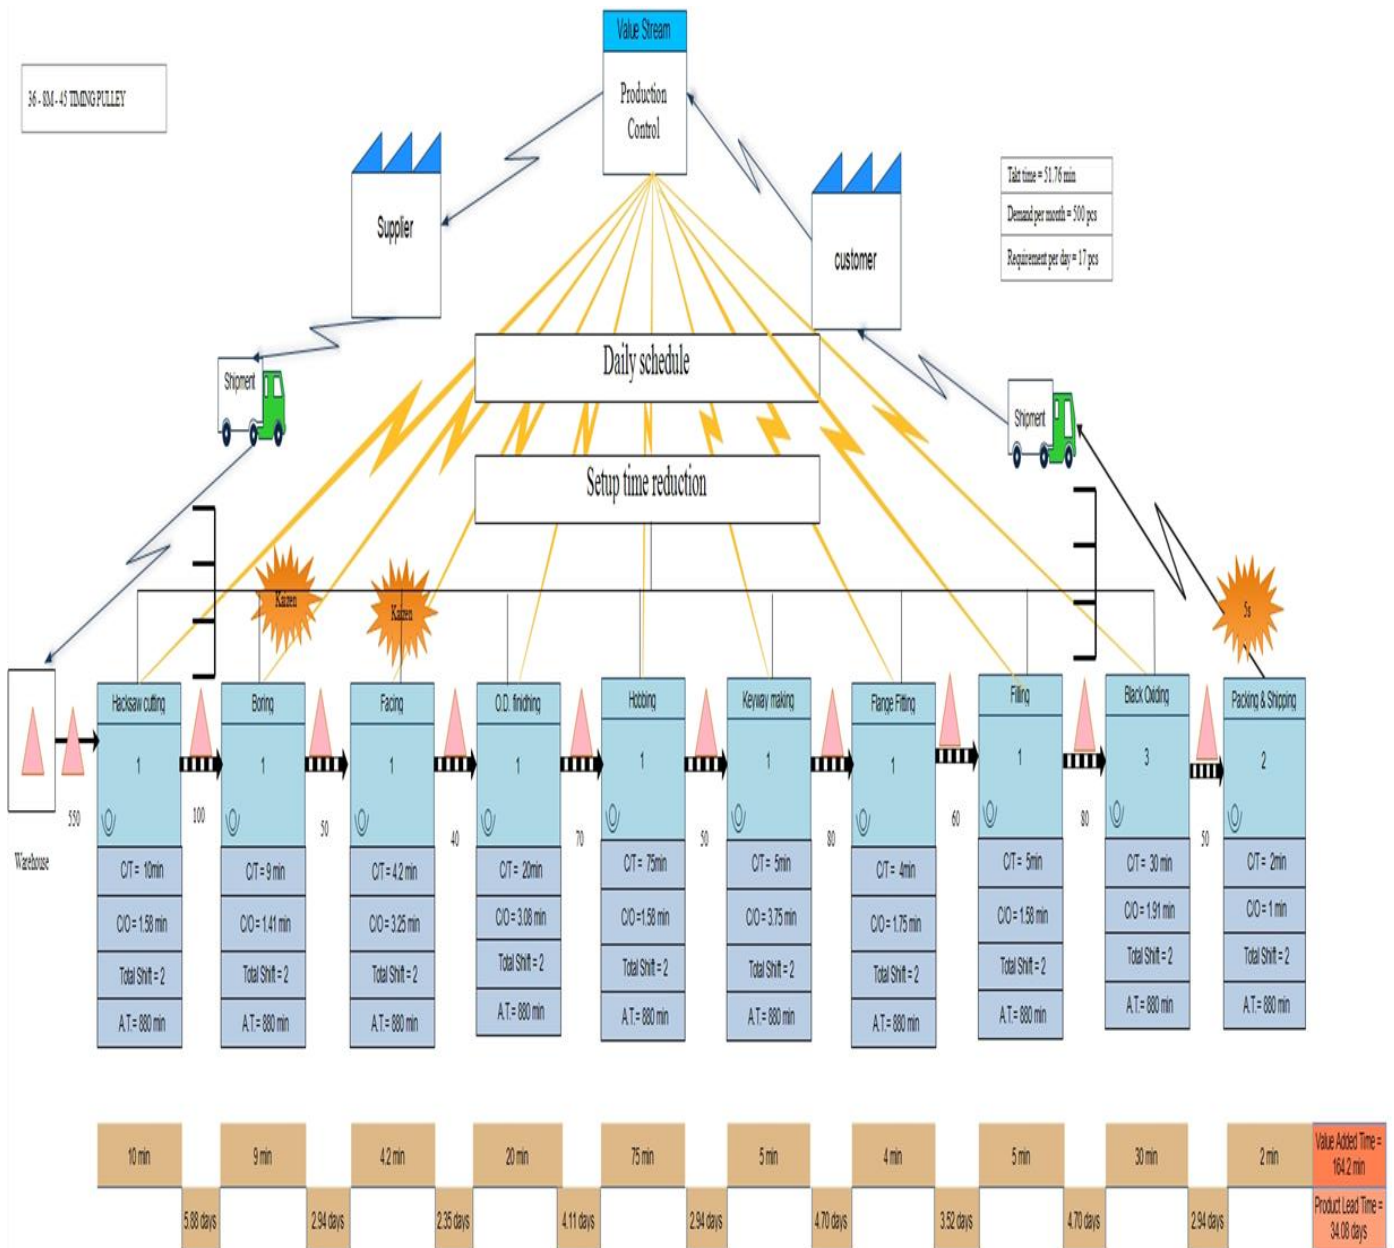 Value Stream
Production
Control
36 - 8M - 45 TIMING PULLEY
Supplier
customer
Takt time = 51.76 min
Demand per month = 500 pcs
Requirement per day = 17 pcs
Daily schedule
Shipment
Shipment
Setup time reduction
Kaizen
Kaizen
5s
Hacksaw cutting
Boring
Facing
O.D. finihing
Hobbing
Keyway making
Flange Fitting
Filling
Black Oxiding
Packing & Shipping
1
1
1
1
1
1
1
1
3
2
550
100
50
40
70
50
80
60
80
50
Warehouse
C/T = 10min
C/T = 9 min
C/T = 4.2 min
C/T = 20min
C/T = 75min
C/T = 5min
C/T = 4min
C/T = 5min
C/T = 30 min
C/T = 2min
C/O = 1.58 min
C/O = 1.41 min
C/O = 3.25 min
C/O = 3.08 min
C/O =1.58 min
C/O = 3.75 min
C/O = 1.75 min
C/O = 1.58 min
C/O = 1.91 min
C/O = 1 min
Total Shift = 2
Total Shift = 2
Total Shift = 2
Total Shift = 2
Total Shift = 2
Total Shift = 2
Total Shift = 2
Total Shift = 2
Total Shift = 2
Total Shift = 2
A.T.= 880 min
A.T.= 880 min
A.T.= 880 min
A.T.= 880 min
A.T.= 880 min
A.T.= 880 min
A.T.= 880 min
A.T.= 880 min
A.T.= 880 min
A.T.= 880 min
10 min
9 min
4.2 min
20 min
75 min
5 min
4 min
5 min
30 min
2 min
Value Added Time =
164.2 min
5.88 days
2.94 days
2.35 days
4.11 days
2.94 days
4.70 days
3.52 days
4.70 days
2.94 days
Product Lead Time =
34.08 days